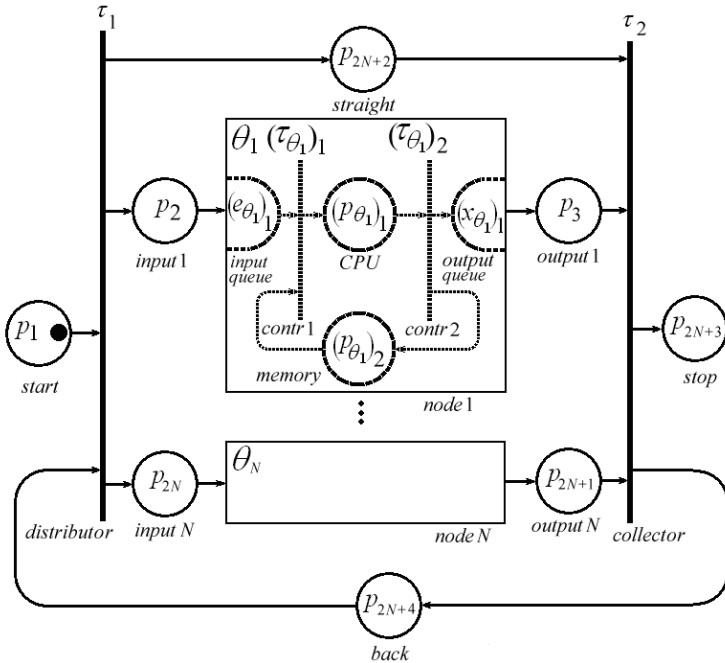 τ1 τ2
p2N+2
straight
θ1 (τθ1)1 (τθ1)2
p2 (eθ1)1 (pθ1)1 (xθ1)1 p3
input 1 input queue CPU output queue output 1
p1 contr 1 contr 2 p2N+3
start memory (pθ1)2 stop
node 1
p2N θN p2N+1
distributor input N node N output N collector
p2N+4
back